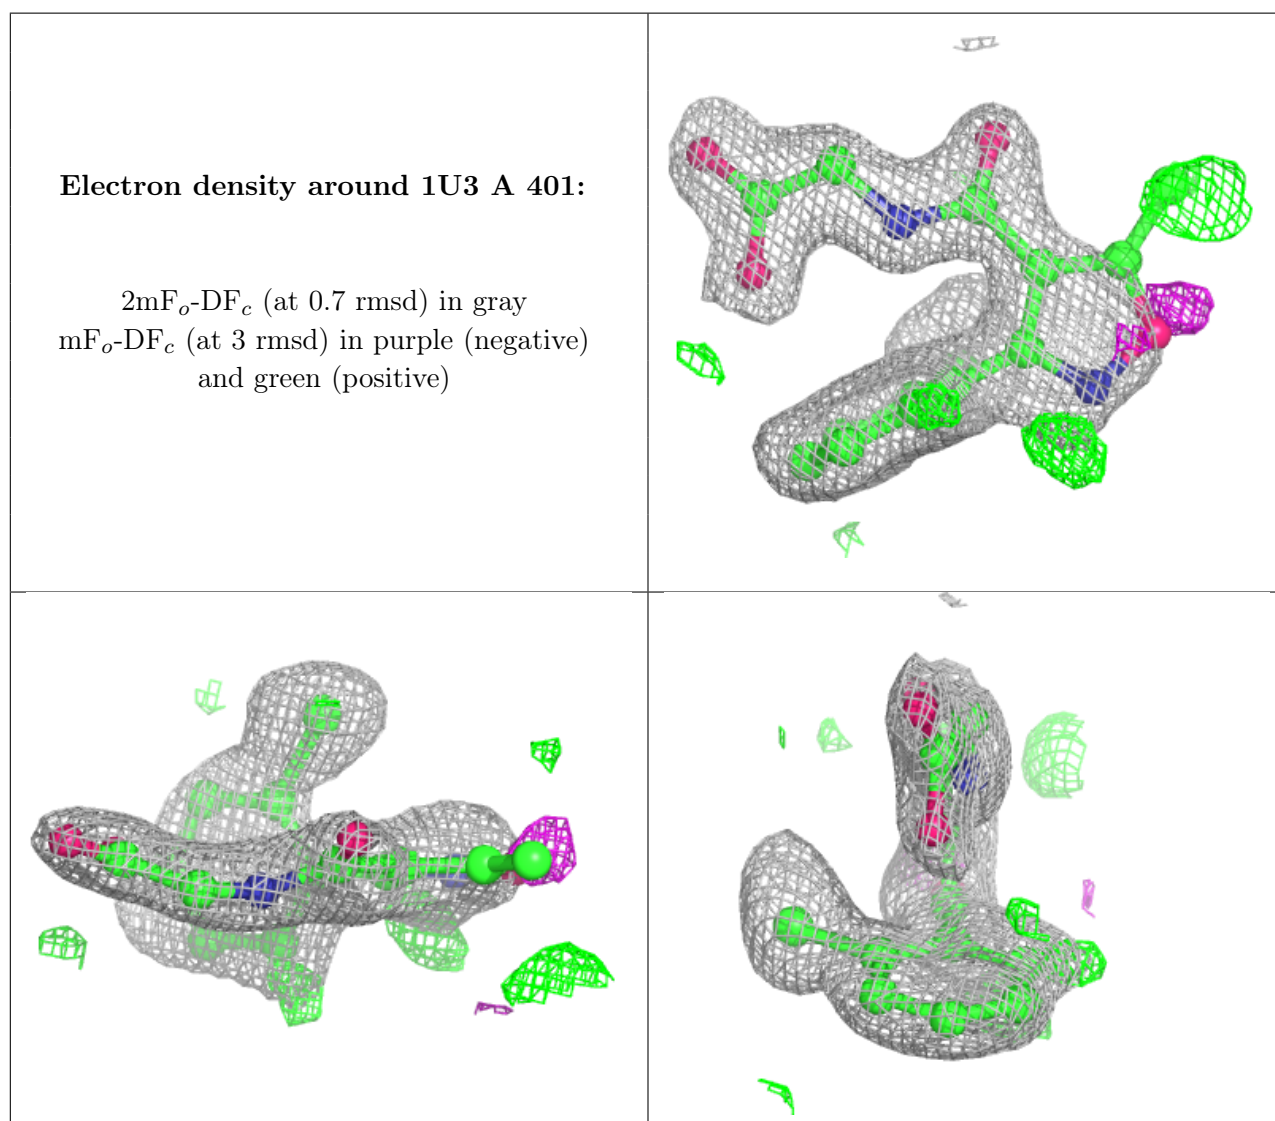 Electron density around 1U3 A 401:
2mFo-DFc (at 0.7 rmsd) in gray
mFo-DFc (at 3 rmsd) in purple (negative)
and green (positive)